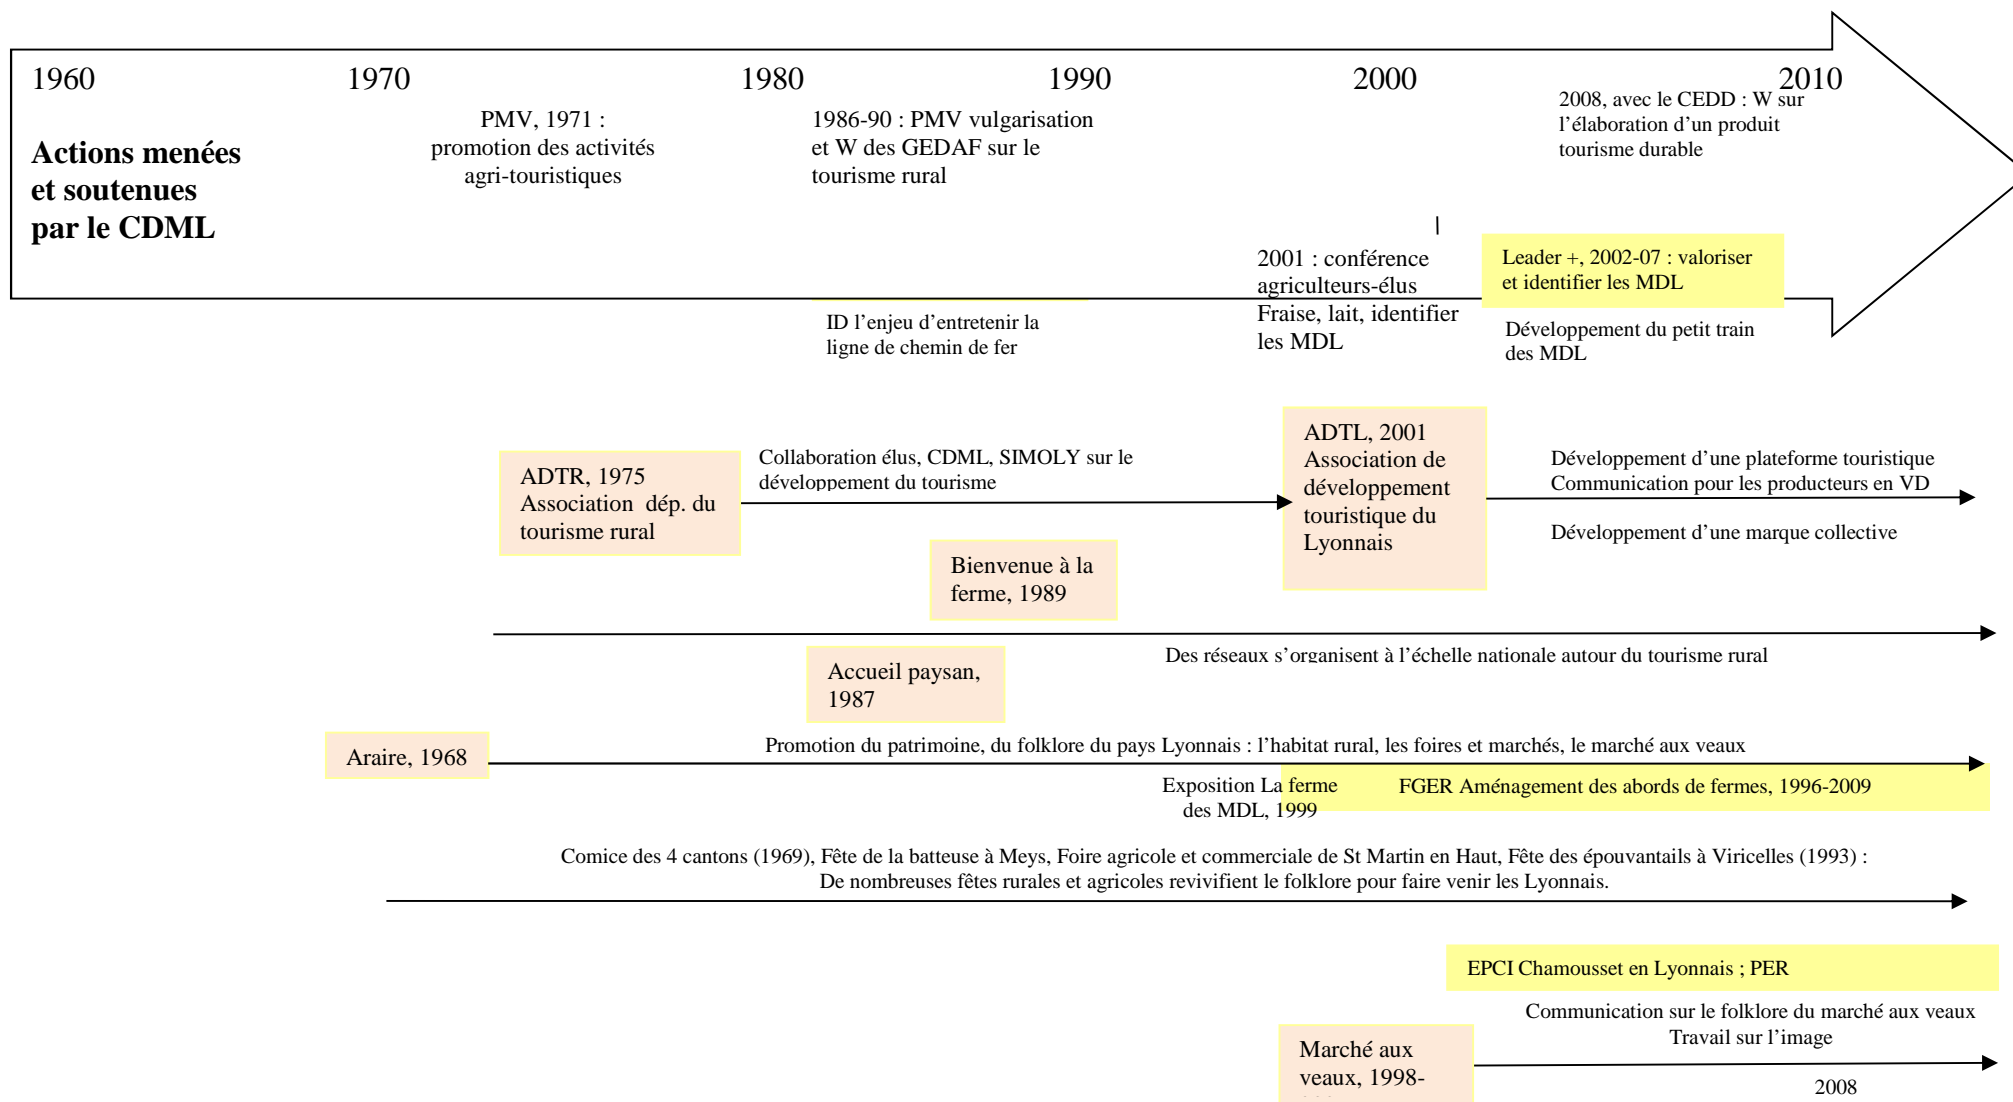 1960
1970
1980
1990
2000
2010
Actions menées
et soutenues
par le CDML
PMV, 1971 :
promotion des activités
agri-touristiques
1986-90 : PMV vulgarisation
et W des GEDAF sur le
tourisme rural
2008, avec le CEDD : W sur
l’élaboration d’un produit
tourisme durable
2001 : conférence
agriculteurs-élus
Fraise, lait, identifier
les MDL
Leader +, 2002-07 : valoriser
et identifier les MDL
ID l’enjeu d’entretenir la
ligne de chemin de fer
Développement du petit train
des MDL
ADTR, 1975
Association dép. du
tourisme rural
Collaboration élus, CDML, SIMOLY sur le
développement du tourisme
ADTL, 2001
Association de
développement
touristique du
Lyonnais
Développement d’une plateforme touristique
Communication pour les producteurs en VD
Développement d’une marque collective
Bienvenue à la
ferme, 1989
Des réseaux s’organisent à l’échelle nationale autour du tourisme rural
Accueil paysan,
1987
Araire, 1968
Promotion du patrimoine, du folklore du pays Lyonnais : l’habitat rural, les foires et marchés, le marché aux veaux
Exposition La ferme
des MDL, 1999
FGER Aménagement des abords de fermes, 1996-2009
Comice des 4 cantons (1969), Fête de la batteuse à Meys, Foire agricole et commerciale de St Martin en Haut, Fête des épouvantails à Viricelles (1993) :
De nombreuses fêtes rurales et agricoles revivifient le folklore pour faire venir les Lyonnais.
EPCI Chamousset en Lyonnais ; PER
Communication sur le folklore du marché aux veaux
Travail sur l’image
Marché aux
veaux, 1998-
2008